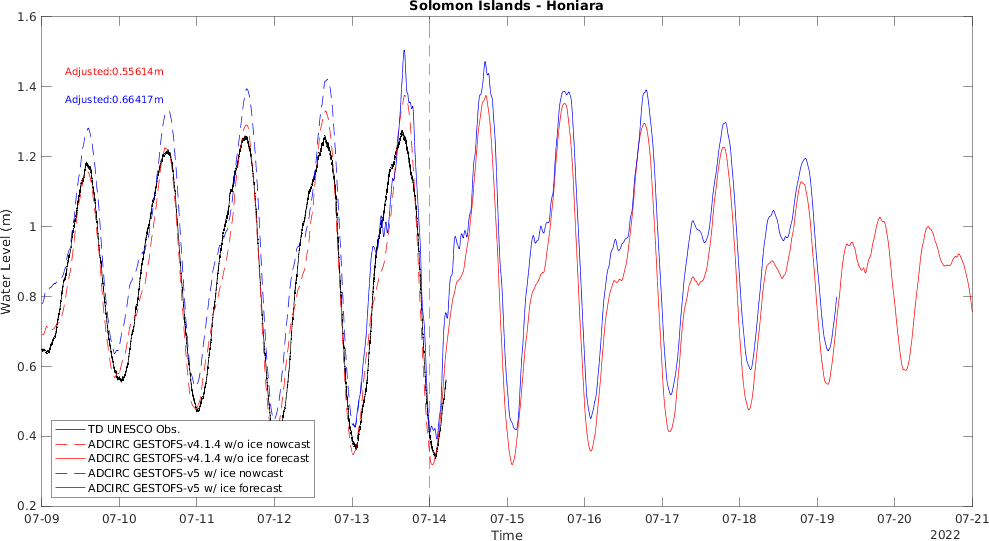 Solomon Islands - Honiara
1.6
1.4
1.2
1
0.8
0.6
0.4
0.2
Water Level (m)
Adjusted:0.55614m
Adjusted:0.66417m
TD UNESCO Obs.
ADCIRC GESTOFS-v4.1.4 w/o ice nowcast
ADCIRC GESTOFS-v4.1.4 w/o ice forecast
ADCIRC GESTOFS-v5 w/ ice nowcast
ADCIRC GESTOFS-v5 w/ ice forecast
07-09 07-10 07-11 07-12 07-13 07-14 07-15 07-16 07-17 07-18 07-19 07-20 07-21
Time
2022